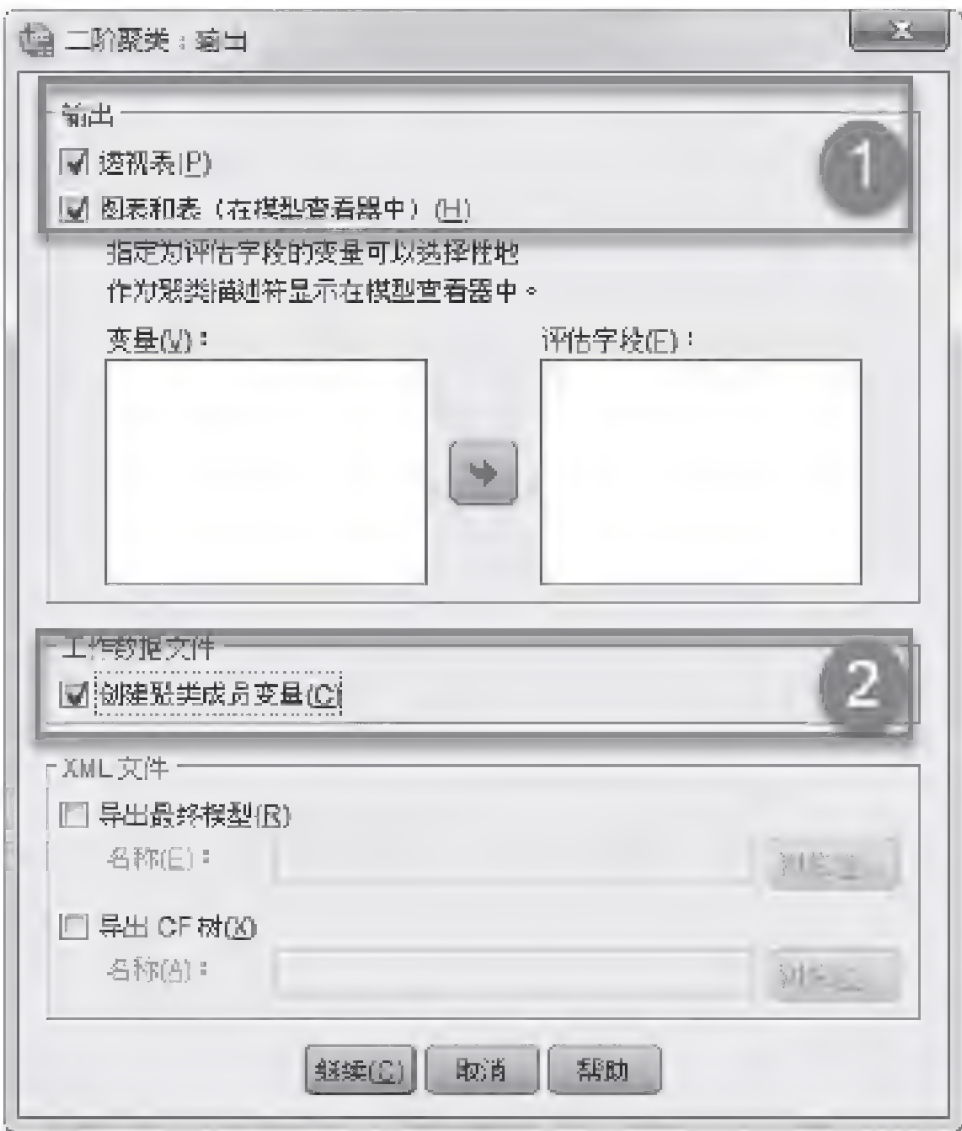 二阶聚类：输出
输出
透视表(P)
1
图表和表（在模型查看器中）(H)
指定为评估字段的变量可以选择性地
作为聚类描述符显示在模型查看器中。
变量(V)：
评估字段(E)：
工作数据文件
创建聚类成员变量(C)
2
XML 文件
导出最终模型(R)
名称(E)：
导出 CF 树(X)
名称(A)：
继续(C)
取消
帮助